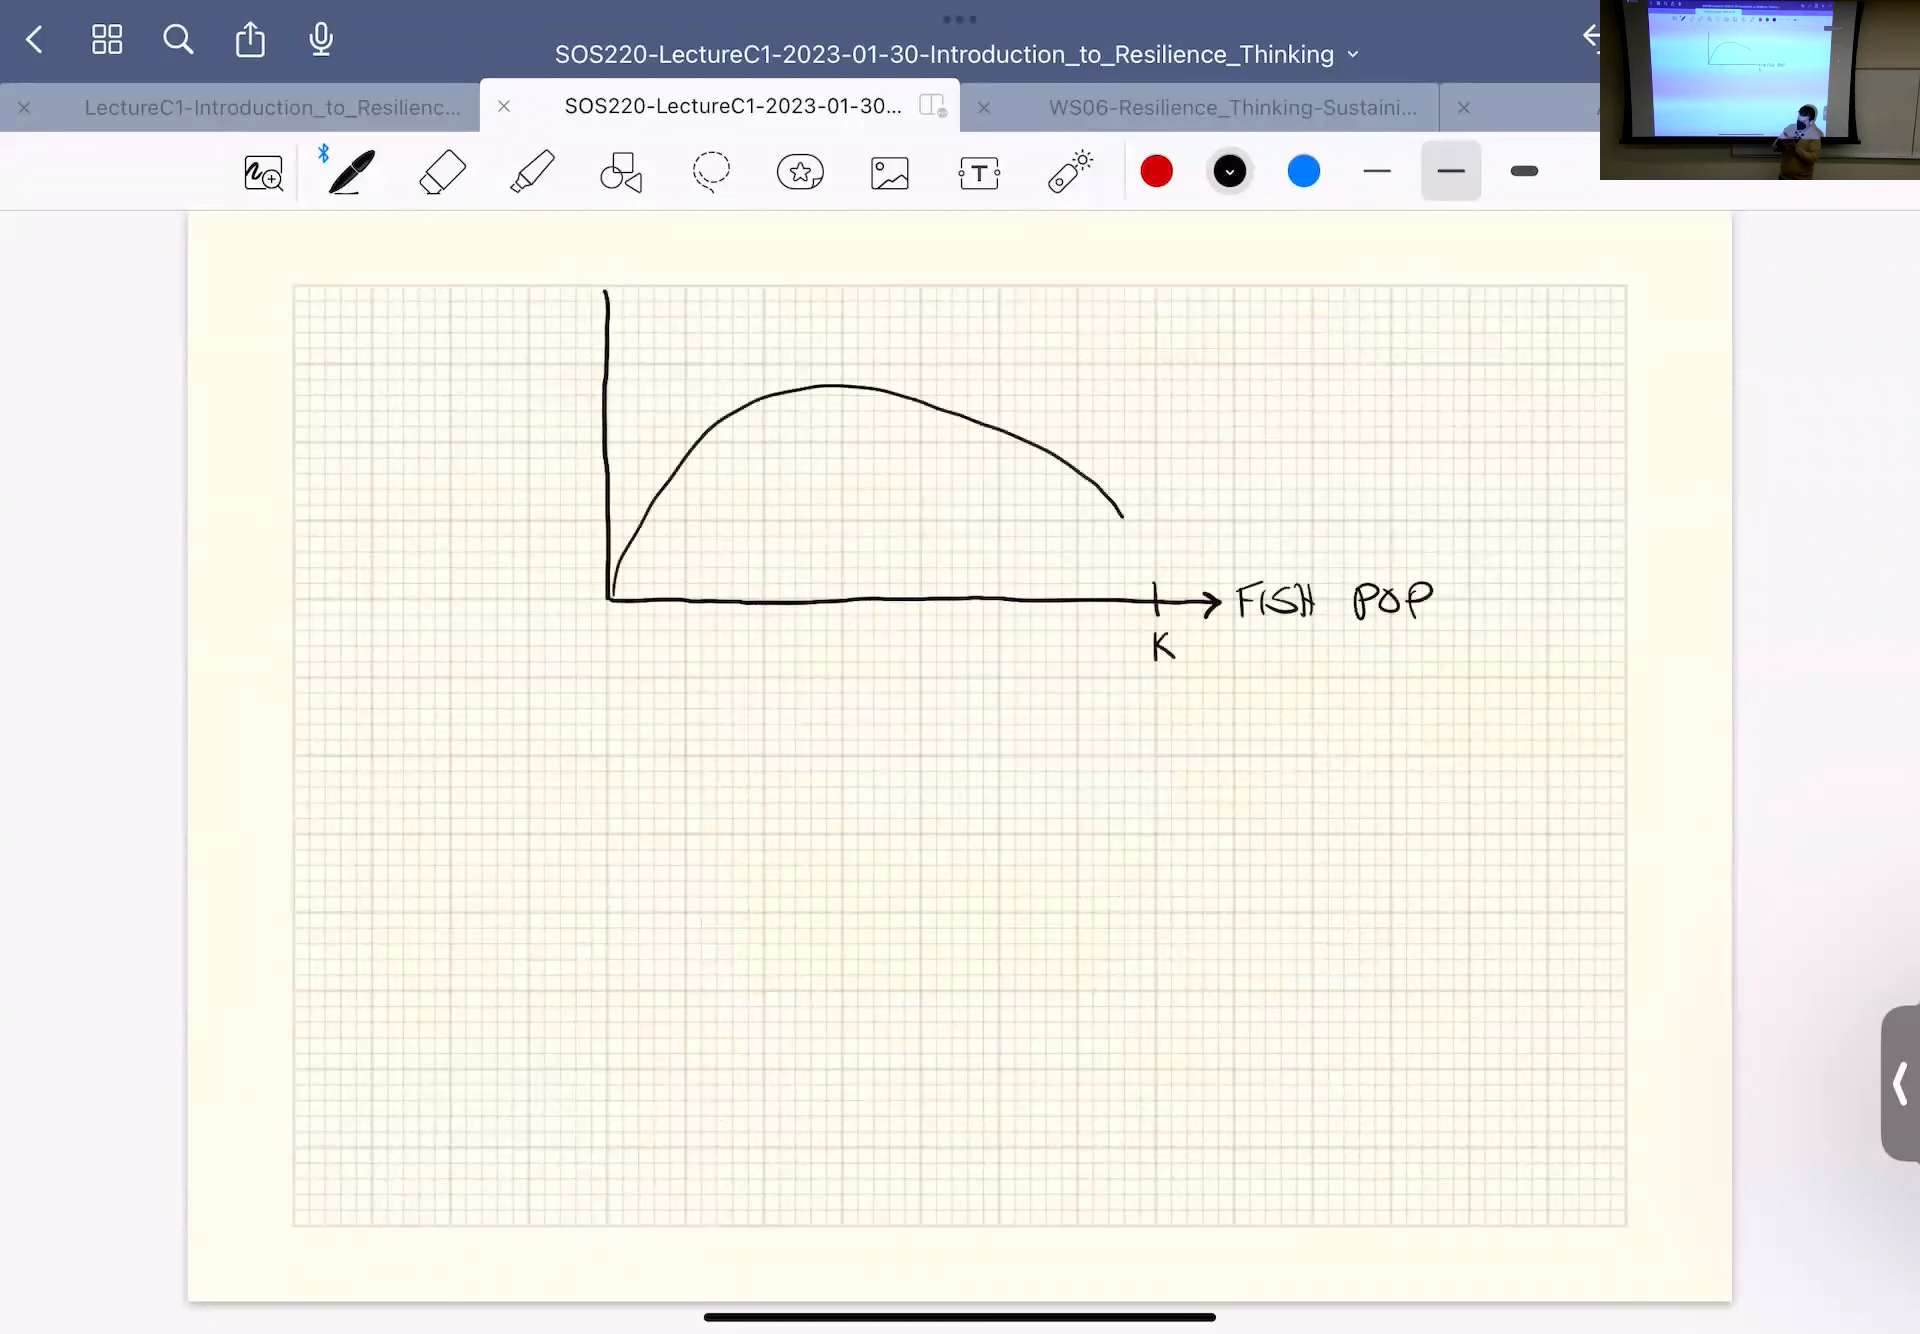 SOS220-LectureC1-2023-01-30-Introduction_to_Resilience_Thinking
LectureC1-Introduction_to_Resilienc...
SOS220-LectureC1-2023-01-30...
WS06-Resilience_Thinking-Sustaini...
T
FISH POP
K